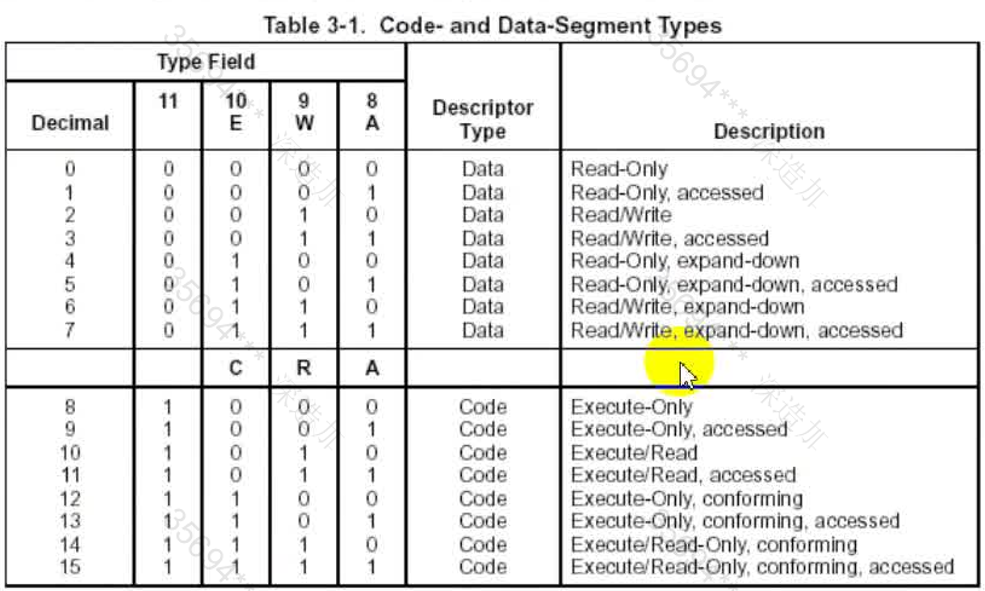 Table 3-1. Code- and Data-Segment Types
Type Field Descriptor Type Description
Decimal 11 10 E 9 W 8 A
0 0 0 0 0 Data Read-Only
1 0 0 0 1 Data Read-Only, accessed
2 0 0 1 0 Data Read/Write
3 0 0 1 1 Data Read/Write, accessed
4 0 1 0 0 Data Read-Only, expand-down
5 0 1 0 1 Data Read-Only, expand-down, accessed
6 0 1 1 0 Data Read/Write, expand-down
7 0 1 1 1 Data Read/Write, expand-down, accessed
C R A
8 1 0 0 0 Code Execute-Only
9 1 0 0 1 Code Execute-Only, accessed
10 1 0 1 0 Code Execute/Read
11 1 0 1 1 Code Execute/Read, accessed
12 1 1 0 0 Code Execute-Only, conforming
13 1 1 0 1 Code Execute-Only, conforming, accessed
14 1 1 1 0 Code Execute/Read-Only, conforming
15 1 1 1 1 Code Execute/Read-Only, conforming, accessed
35694***
35694***
35694***
35694***
35694***
35694***